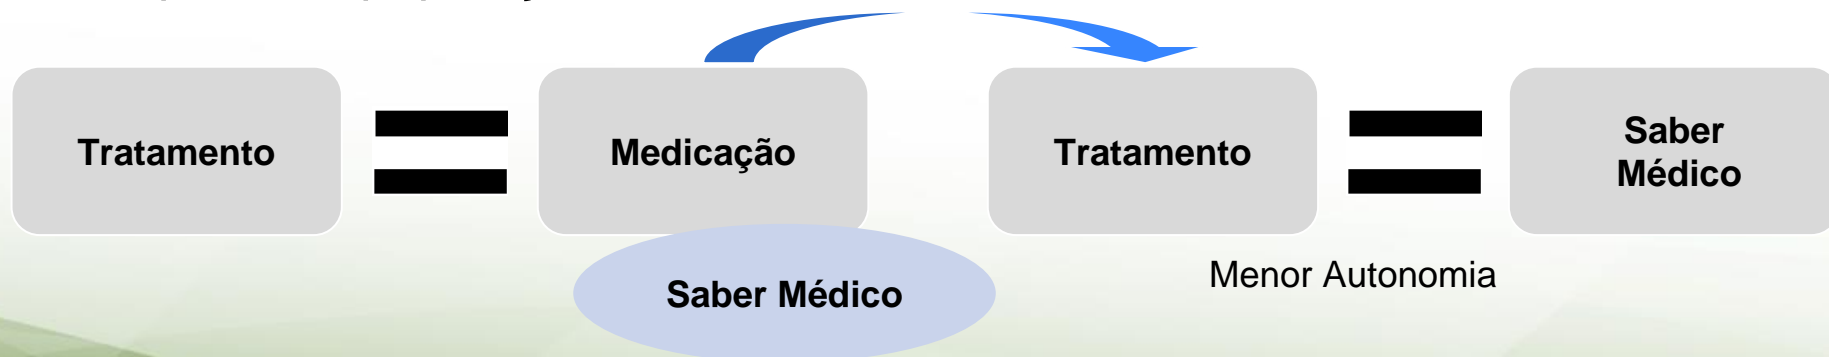 Tratamento
Medicação
Tratamento
Saber
Médico
Saber Médico
Menor Autonomia